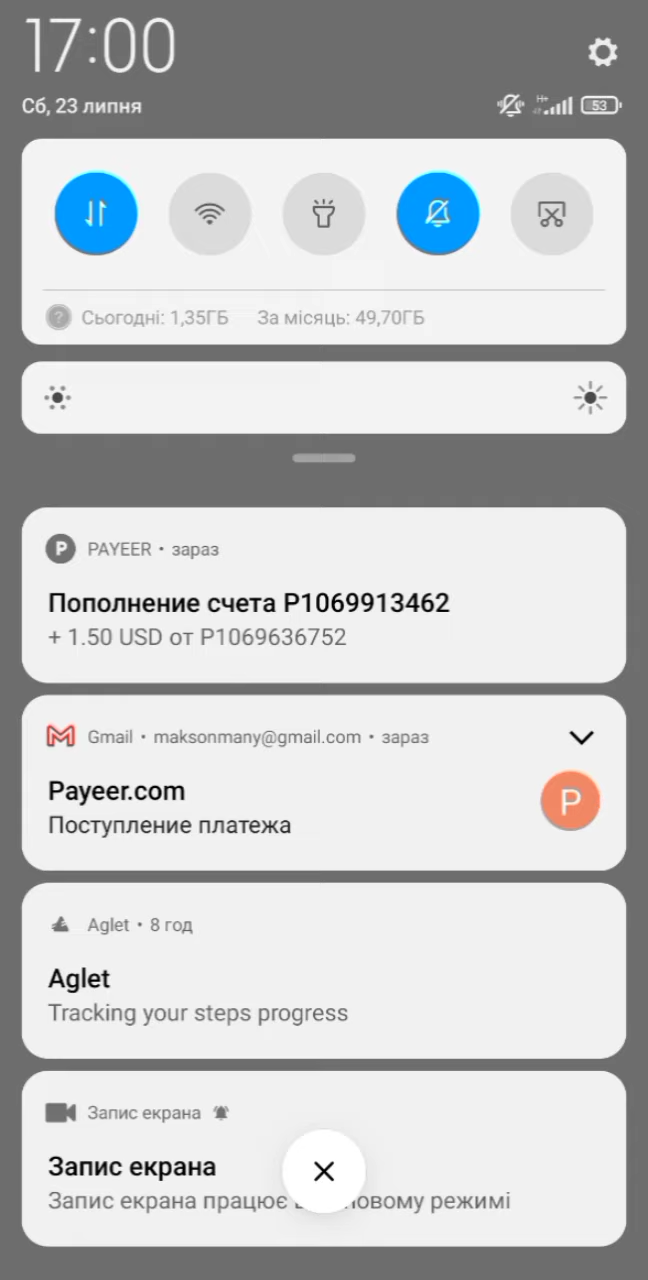 17:00
Сб, 23 липня
H+
53
Сьогодні: 1,35ГБ За місяць: 49,70ГБ
P PAYEER • зараз
Пополнение счета P1069913462
+ 1.50 USD от P1069636752
Gmail • maksonmany@gmail.com • зараз
Payeer.com
P
Поступление платежа
Aglet • 8 год
Aglet
Tracking your steps progress
Запис екрана
Запис екрана
Запис екрана працює режимі